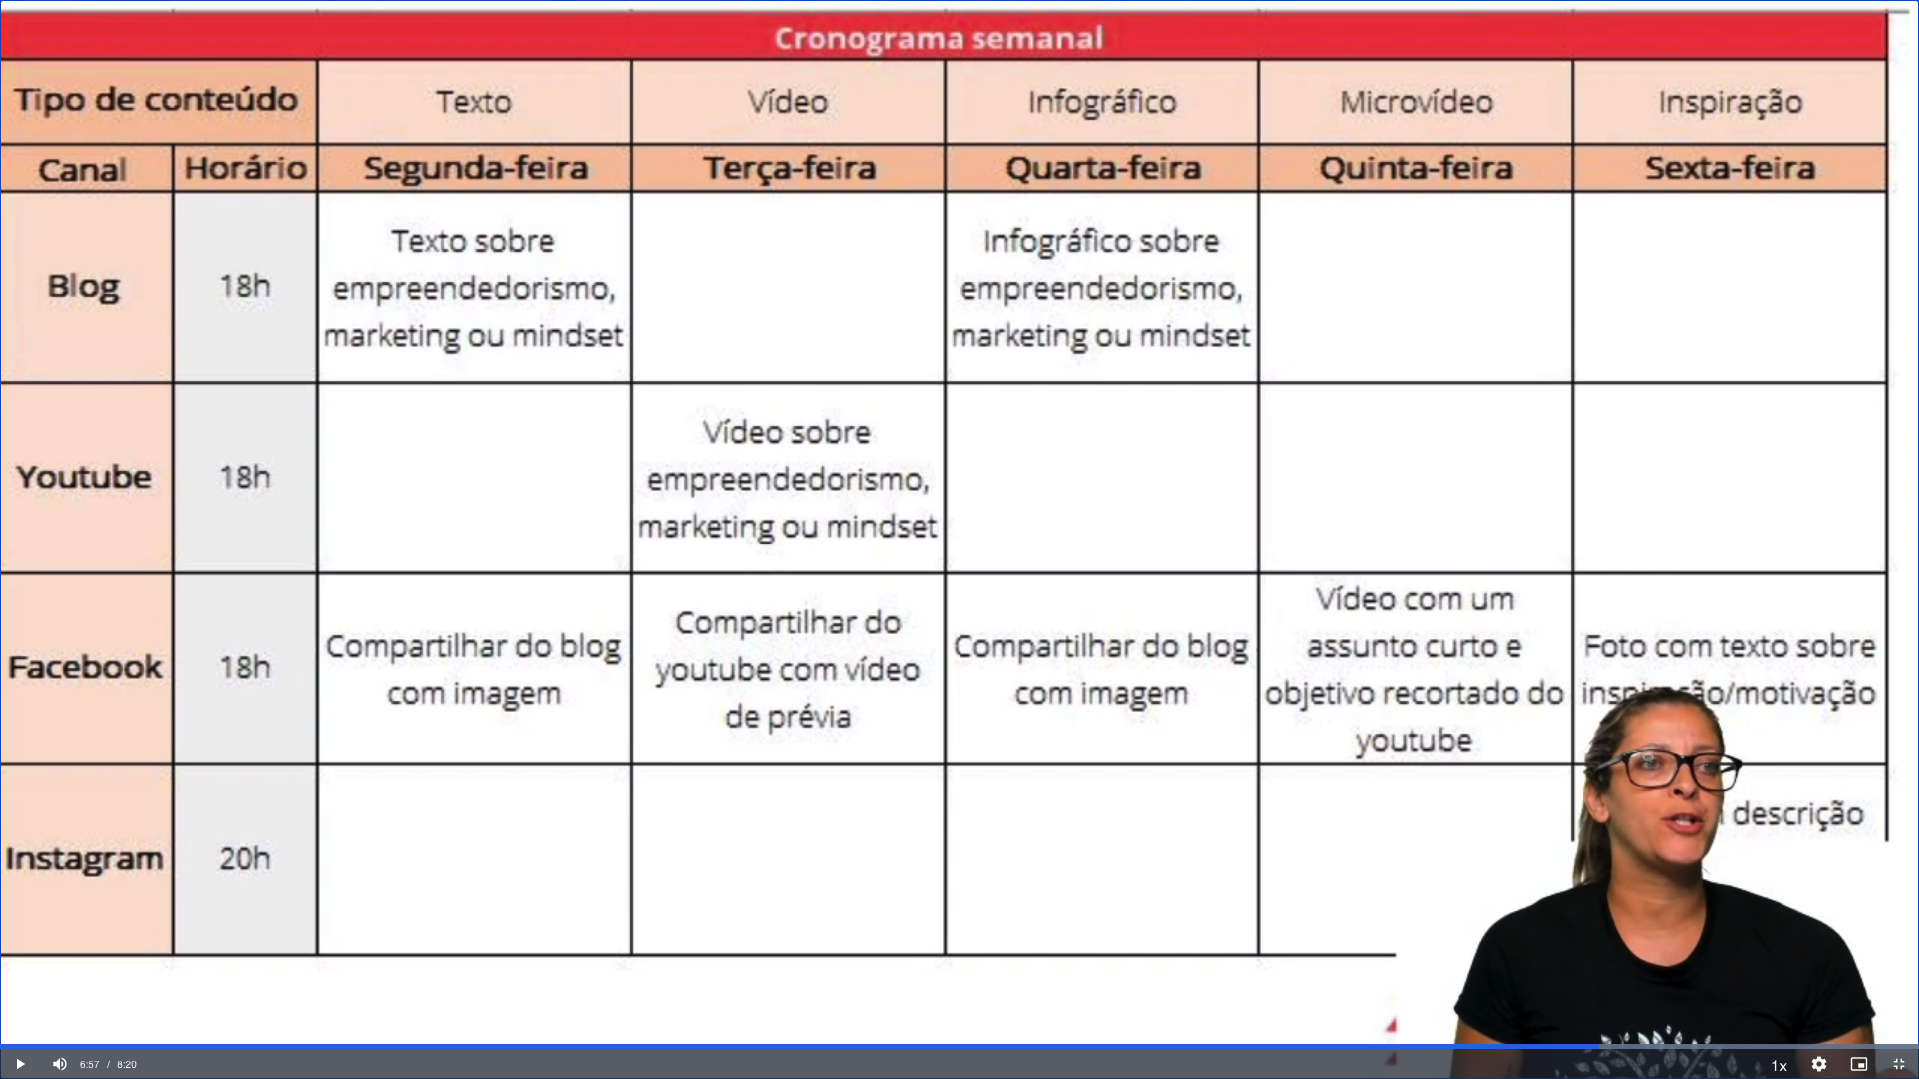 Cronograma semanal
Tipo de conteúdo Texto Vídeo Infográfico Microvídeo Inspiração
Canal Horário Segunda-feira Terça-feira Quarta-feira Quinta-feira Sexta-feira
Blog
18h
Texto sobre
empreendedorismo,
marketing ou mindset
Infográfico sobre
empreendedorismo,
marketing ou mindset
Youtube
18h
Vídeo sobre
empreendedorismo,
marketing ou mindset
Facebook
18h
Compartilhar do blog
com imagem
Compartilhar do
youtube com vídeo
de prévia
Compartilhar do blog
com imagem
Vídeo com um
assunto curto e
objetivo recortado do
youtube
Foto com texto sobre
inspiração/motivação
Instagram
20h
descrição
6:57 / 8:20
1x